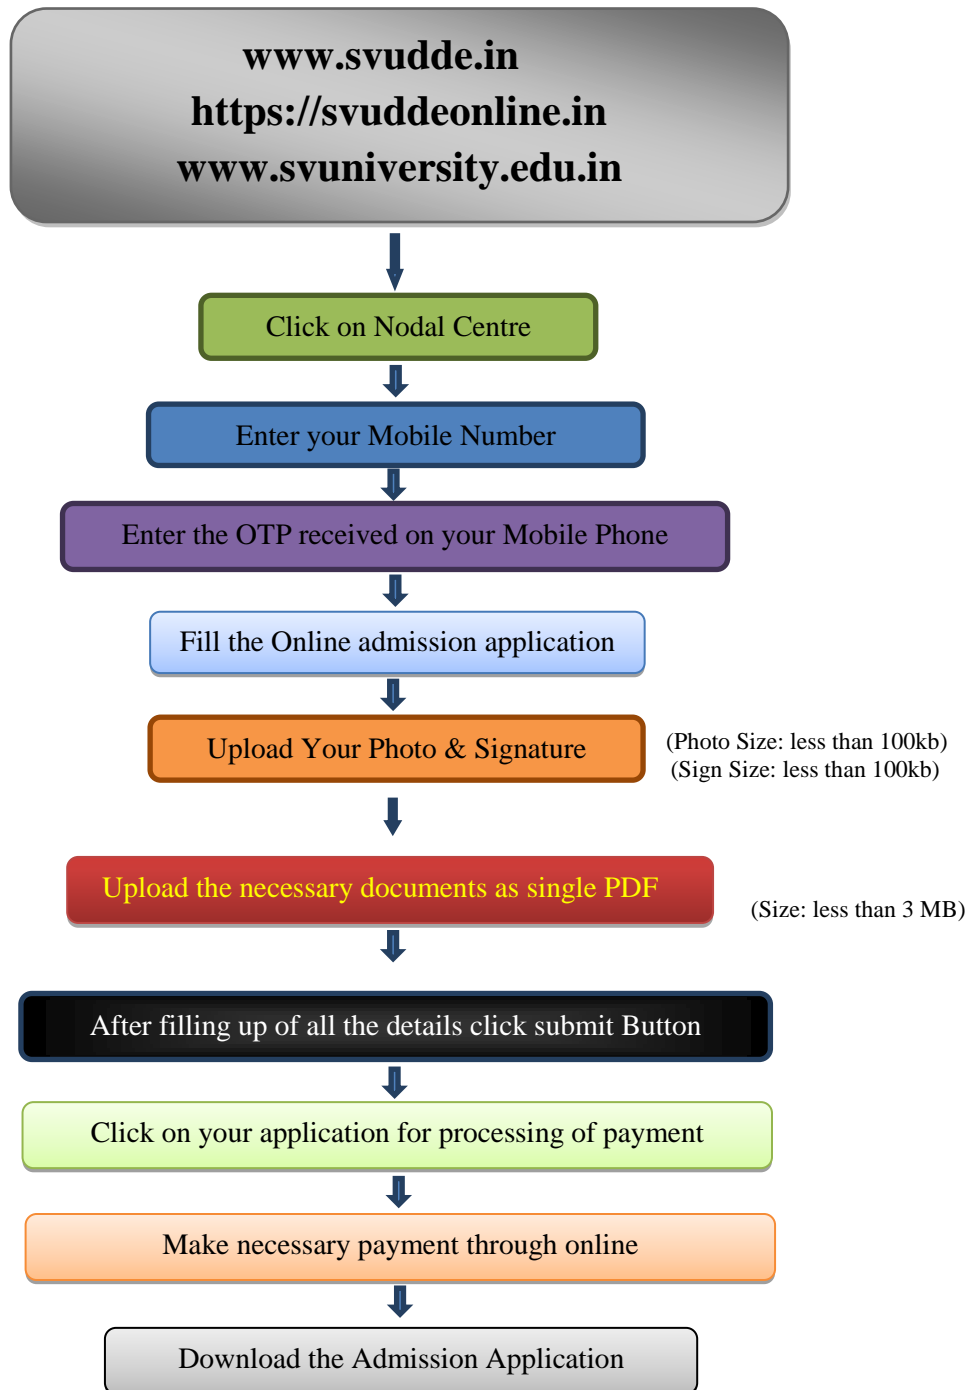 www.svudde.in
https://svuddeonline.in
www.svuniversity.edu.in
Click on Nodal Centre
Enter your Mobile Number
Enter the OTP received on your Mobile Phone
Fill the Online admission application
Upload Your Photo & Signature
(Photo Size: less than 100kb)
(Sign Size: less than 100kb)
Upload the necessary documents as single PDF
(Size: less than 3 MB)
After filling up of all the details click submit Button
Click on your application for processing of payment
Make necessary payment through online
Download the Admission Application